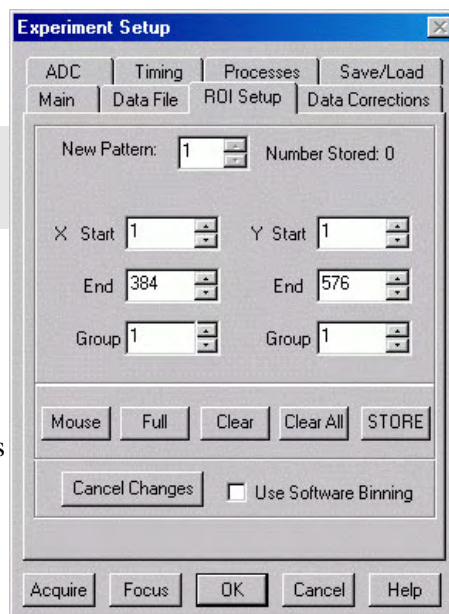 Experiment Setup
ADC Timing Processes Save/Load
Main Data File ROI Setup Data Corrections
New Pattern: 1 Number Stored: 0
X Start 1 Y Start 1
End 384 End 576
Group 1 Group 1
Mouse Full Clear Clear All STORE
s
Cancel Changes Use Software Binning
Acquire Focus OK Cancel Help